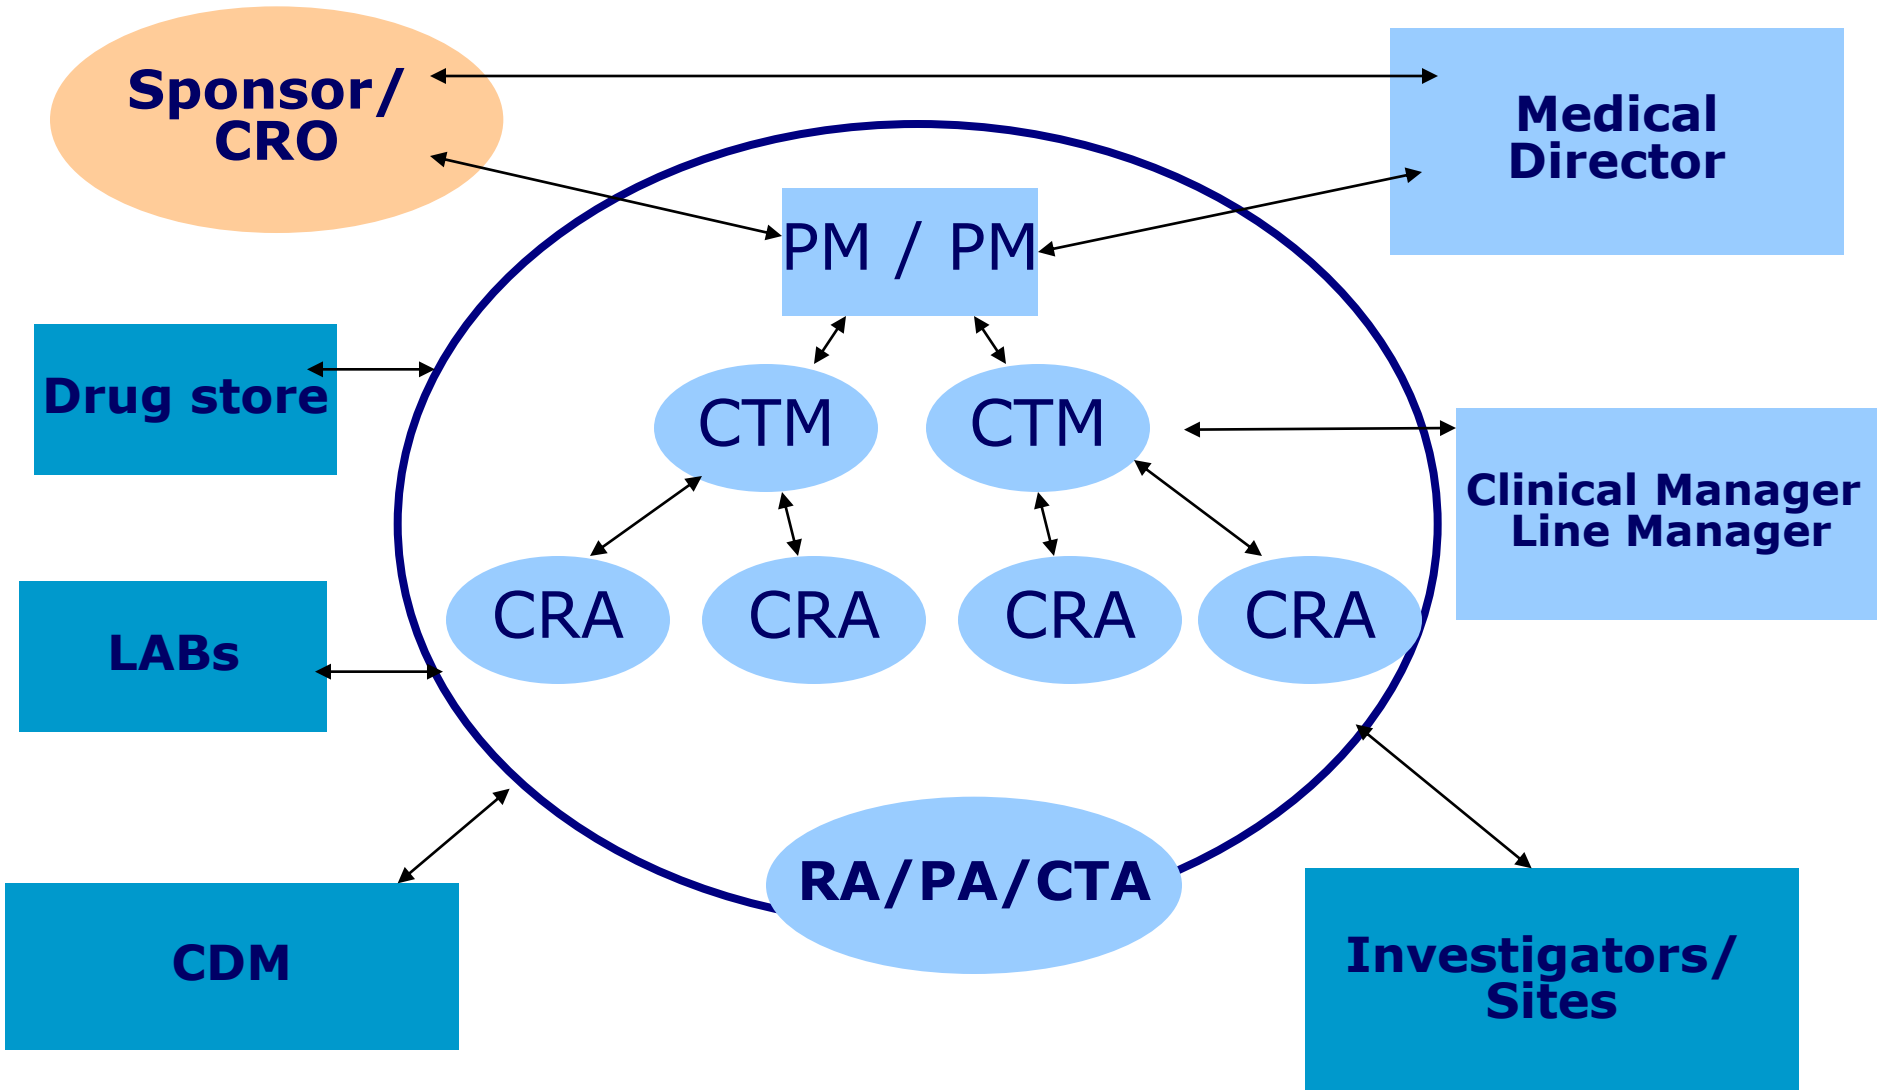 Sponsor/
CRO
Medical
Director
PM / PM
Drug store
CTM
CTM
Clinical Manager
Line Manager
LABs
CRA
CRA
CRA
CRA
RA/PA/CTA
CDM
Investigators/
Sites